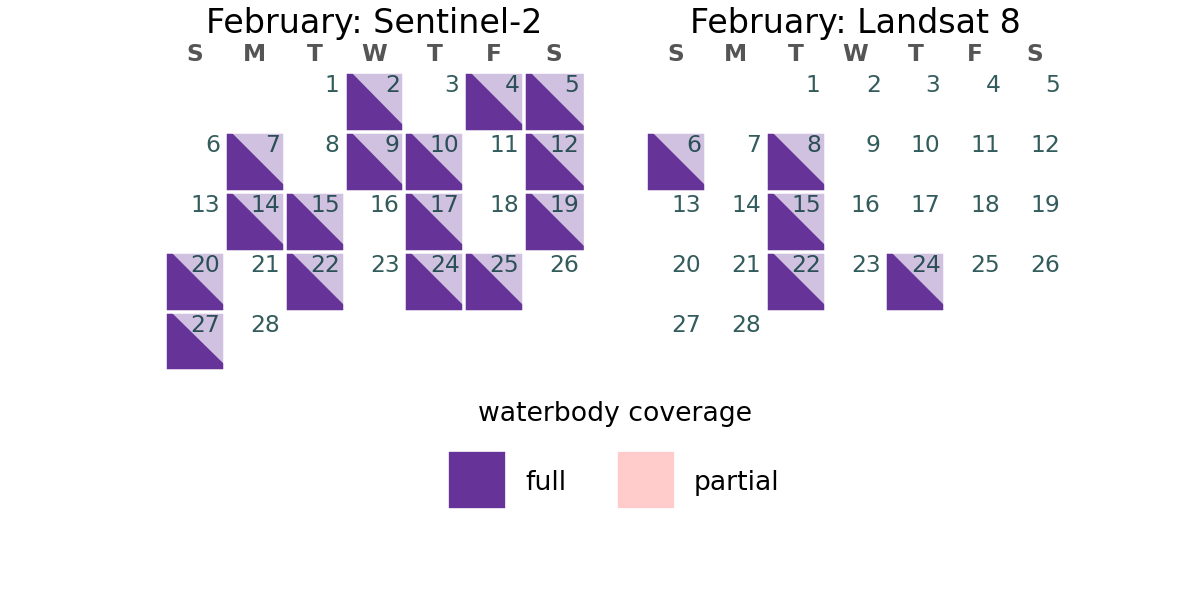 February: Sentinel-2
S M T W T F S
1 2 3 4 5
6 7 8 9 10 11 12
13 14 15 16 17 18 19
20 21 22 23 24 25 26
27 28
February: Landsat 8
S M T W T F S
1 2 3 4 5
6 7 8 9 10 11 12
13 14 15 16 17 18 19
20 21 22 23 24 25 26
27 28
waterbody coverage
full partial